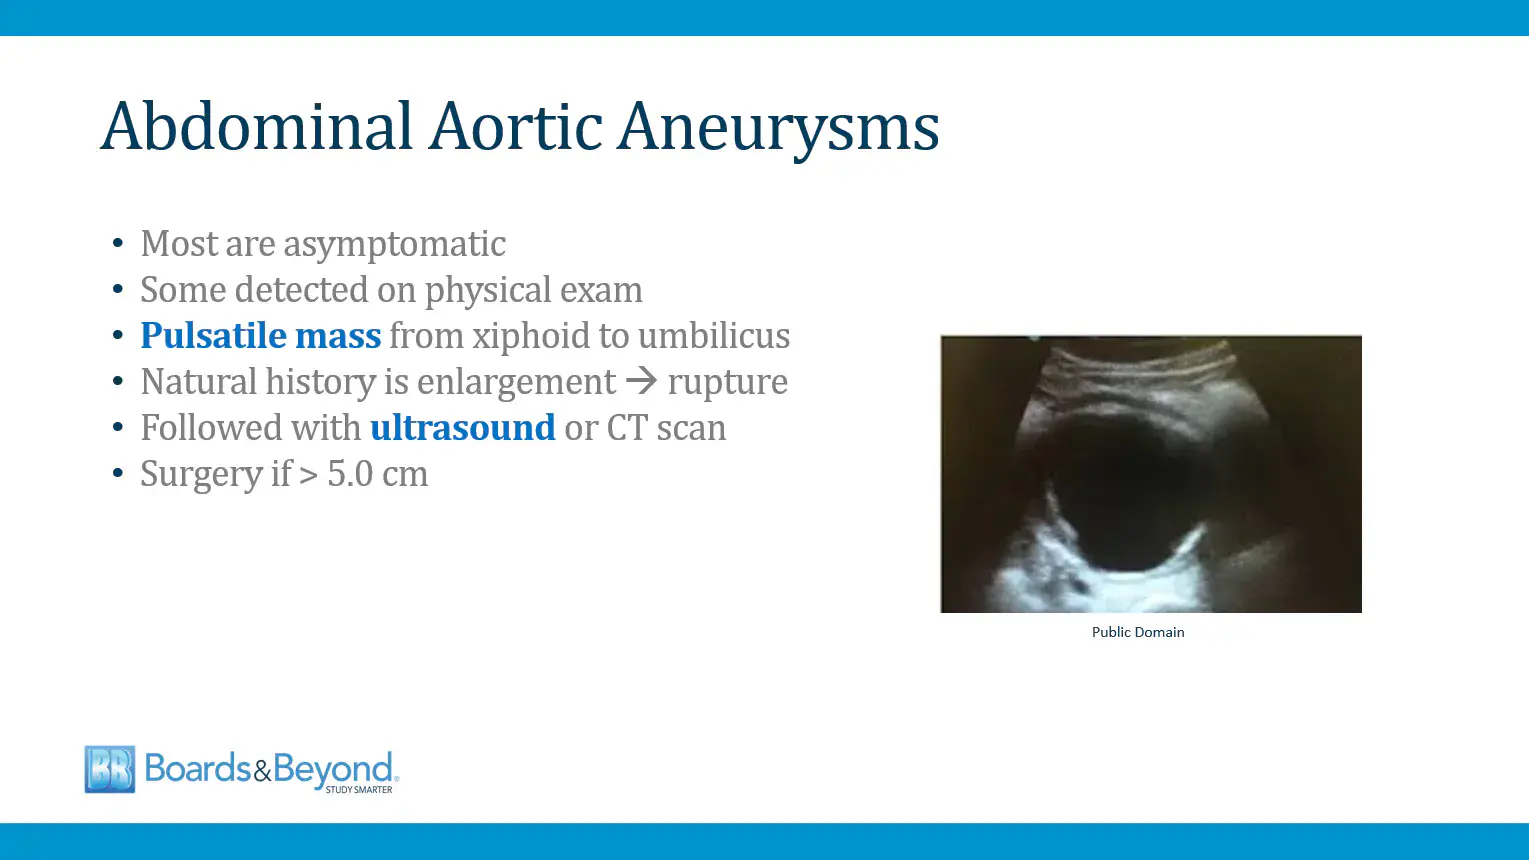 Abdominal Aortic Aneurysms
• Most are asymptomatic
• Some detected on physical exam
• Pulsatile mass from xiphoid to umbilicus
• Natural history is enlargement → rupture
• Followed with ultrasound or CT scan
• Surgery if > 5.0 cm
Public Domain
BB Boards&Beyond®
STUDY SMARTER